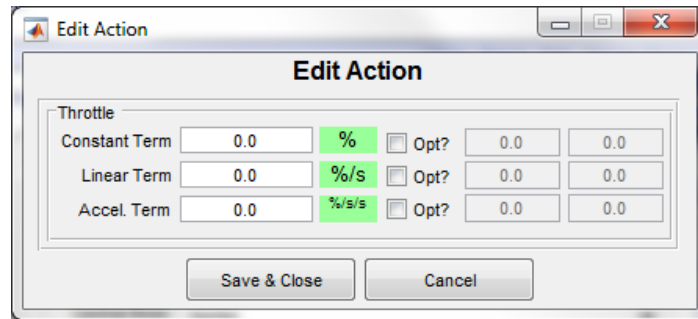 Edit Action
Edit Action
Throttle
Constant Term 0.0 % Opt? 0.0 0.0
Linear Term 0.0 %/s Opt? 0.0 0.0
Accel. Term 0.0 %/s/s Opt? 0.0 0.0
Save & Close Cancel